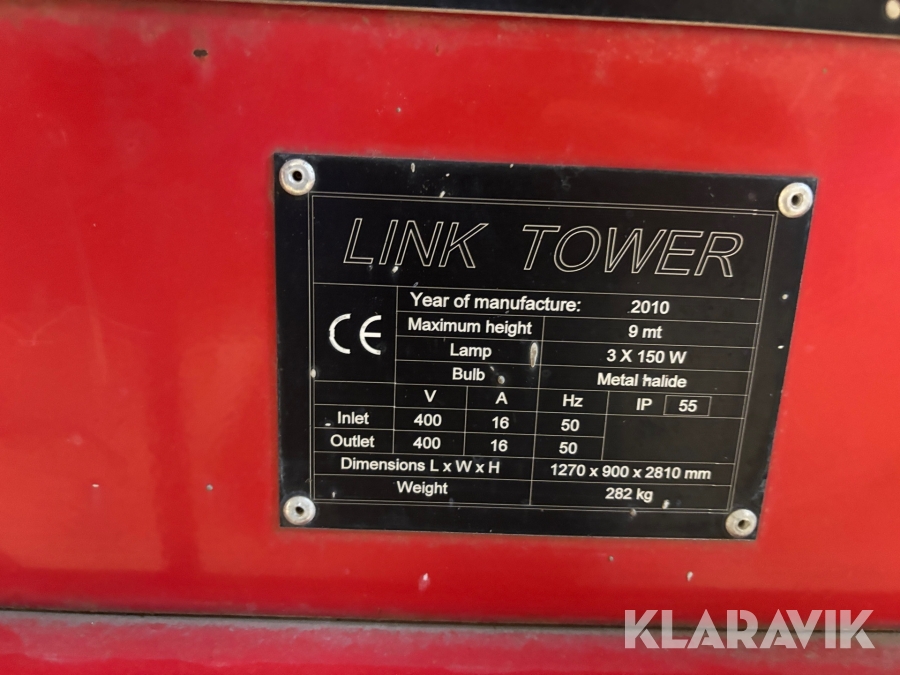 LINK TOWER
CE
Year of manufacture: 2010
Maximum height 9 mt
Lamp 3 X 150 W
Bulb Metal halide
V A Hz IP 55
Inlet 400 16 50
Outlet 400 16 50
Dimensions L x W x H 1270 x 900 x 2810 mm
Weight 282 kg
KLARAVIK